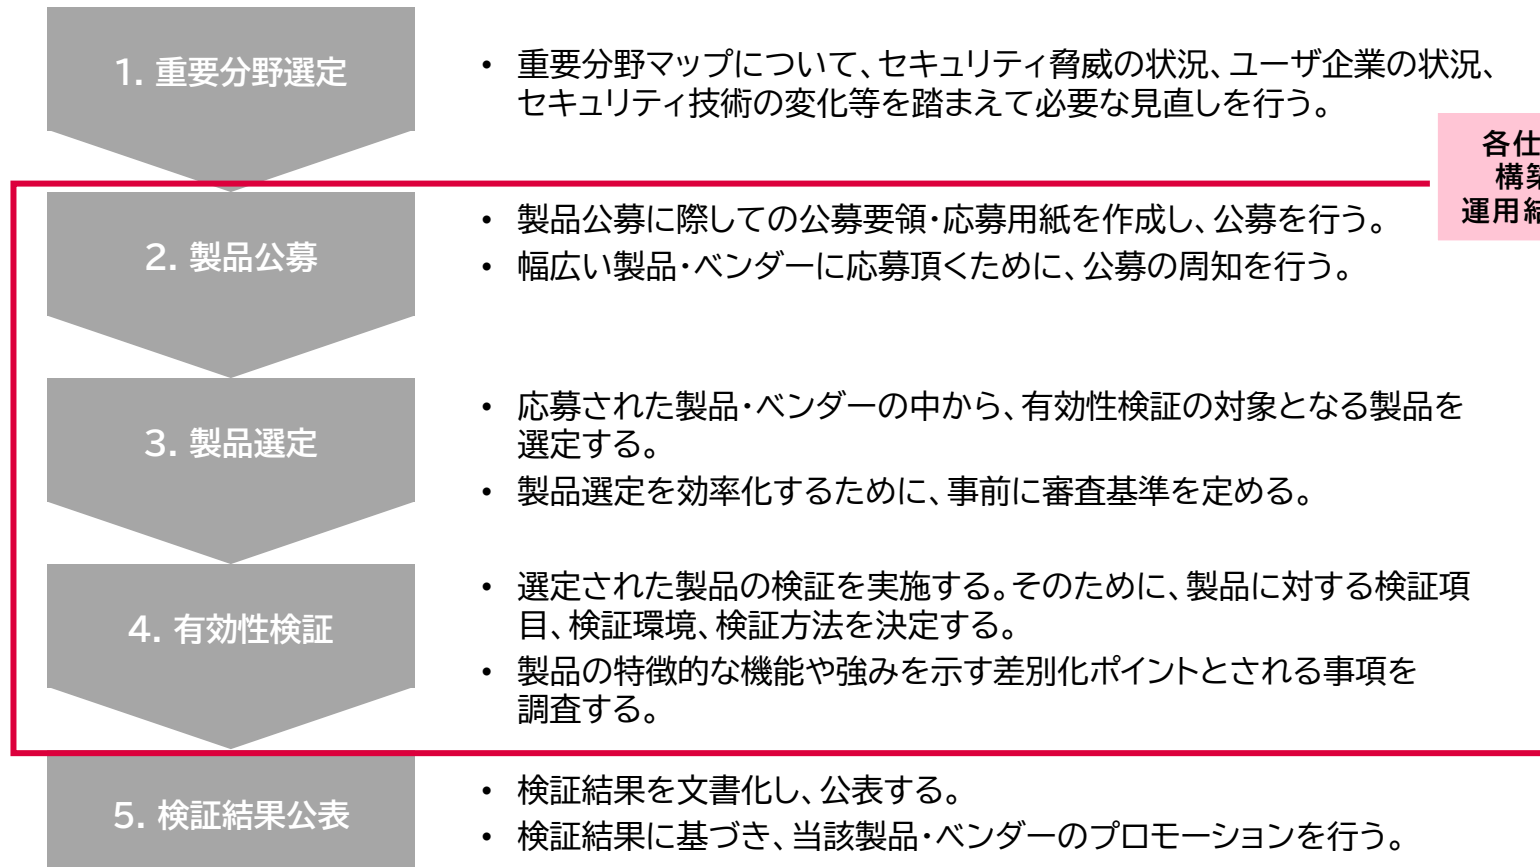 1. 重要分野選定
• 重要分野マップについて、セキュリティ脅威の状況、ユーザ企業の状況、
セキュリティ技術の変化等を踏まえて必要な見直しを行う。
各仕
構築
運用結
2. 製品公募
• 製品公募に際しての公募要領・応募用紙を作成し、公募を行う。
• 幅広い製品・ベンダーに応募頂くために、公募の周知を行う。
3. 製品選定
• 応募された製品・ベンダーの中から、有効性検証の対象となる製品を
選定する。
• 製品選定を効率化するために、事前に審査基準を定める。
4. 有効性検証
• 選定された製品の検証を実施する。そのために、製品に対する検証項
目、検証環境、検証方法を決定する。
• 製品の特徴的な機能や強みを示す差別化ポイントとされる事項を
調査する。
5. 検証結果公表
• 検証結果を文書化し、公表する。
• 検証結果に基づき、当該製品・ベンダーのプロモーションを行う。